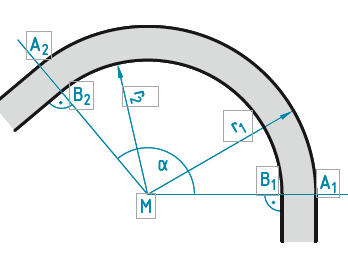 A₂
B₂
r₂
r₁
α
B₁
A₁
M